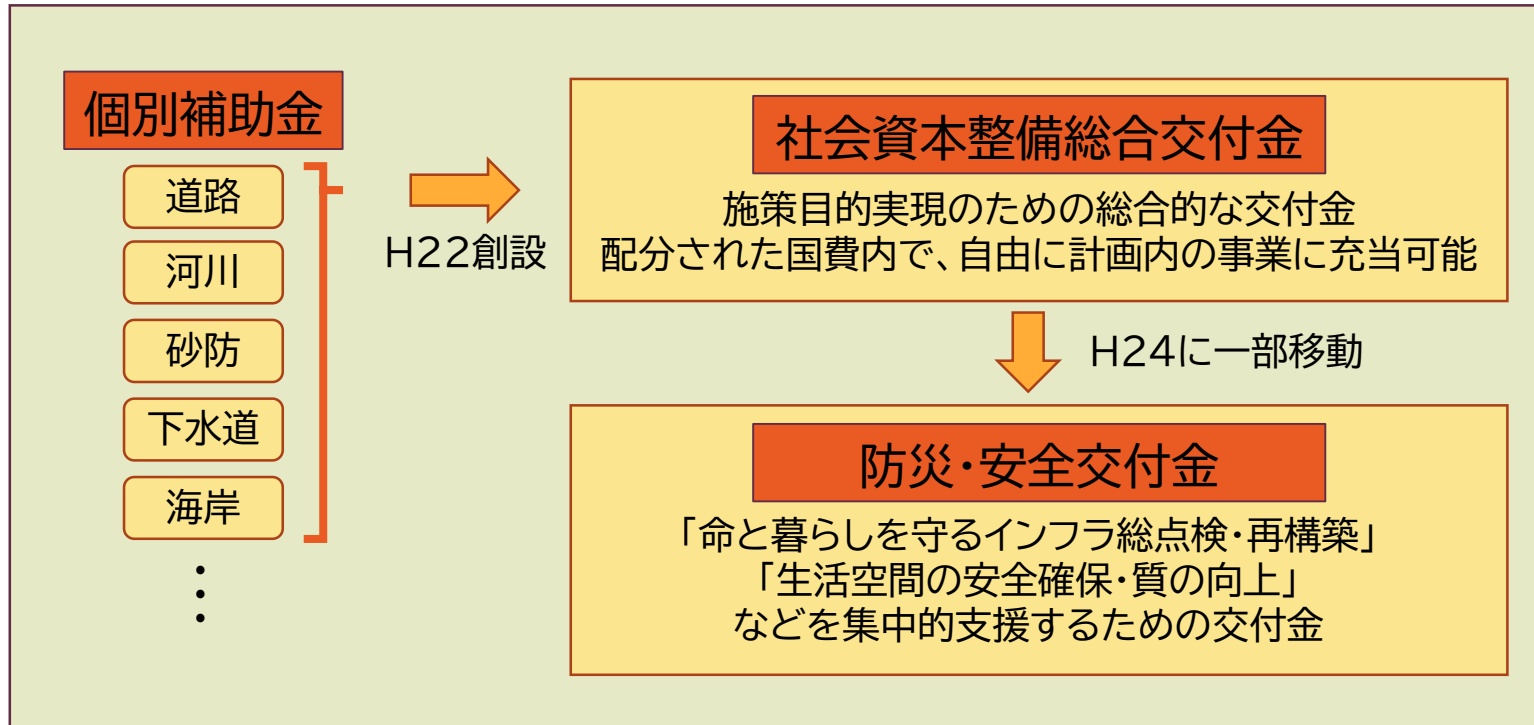 個別補助金
道路
河川
砂防
下水道
海岸
H22創設
社会資本整備総合交付金
施策目的実現のための総合的な交付金
配分された国費内で、自由に計画内の事業に充当可能
H24に一部移動
防災・安全交付金
「命と暮らしを守るインフラ総点検・再構築」
「生活空間の安全確保・質の向上」
などを集中的支援するための交付金